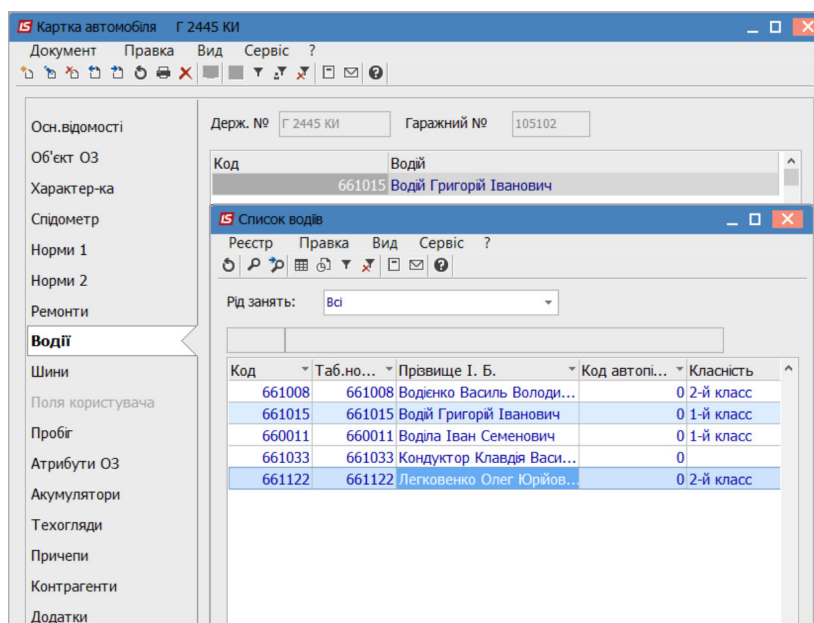 Картка автомобіля Г 2445 КИ
Документ Правка Вид Сервіс ?
Осн.відомості
Держ. № Г 2445 КИ Гаражний № 105102
Об'єкт ОЗ
Код Водій
Характер-ка
661015 Водій Григорій Іванович
Спідометр
Список водіїв
Норми 1
Реєстр Правка Вид Сервіс ?
Норми 2
Ремонти
Рід занять: Всі
Водії
Шини
Код Таб.но... Прізвище І. Б. Код автопі... Класність
Поля користувача
661008 661008 Водієнко Василь Володи... 0 2-й класс
Пробіг
661015 661015 Водій Григорій Іванович 0 1-й класс
660011 660011 Воділа Іван Семенович 0 1-й класс
Атрибути ОЗ
661033 661033 Кондуктор Клавдія Васи... 0
Акумулятори
661122 661122 Легковенко Олег Юрійов... 0 2-й класс
Техогляди
Причепи
Контрагенти
Додатки